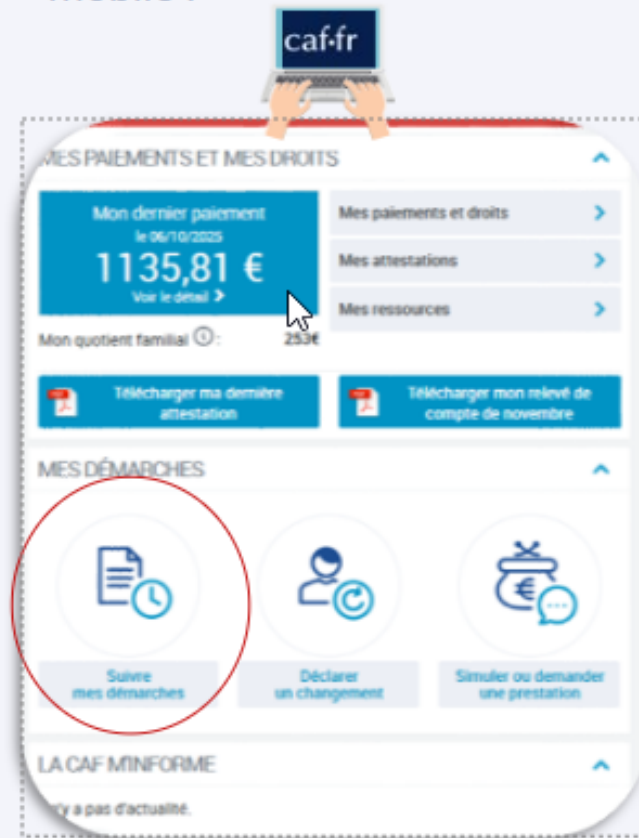 caf·fr
MES PAIEMENTS ET MES DROITS
Mon dernier paiement
le 06/10/2025
1135,81 €
Voir le détail
Mes paiements et droits
Mes attestations
Mes ressources
Mon quotient familial : 253€
Télécharger ma dernière
attestation
Télécharger mon relevé de
compte de novembre
MES DÉMARCHES
Suivre
mes démarches
Déclarer
un changement
Simuler ou demander
une prestation
LA CAF M'INFORME
n'y a pas d'actualité.